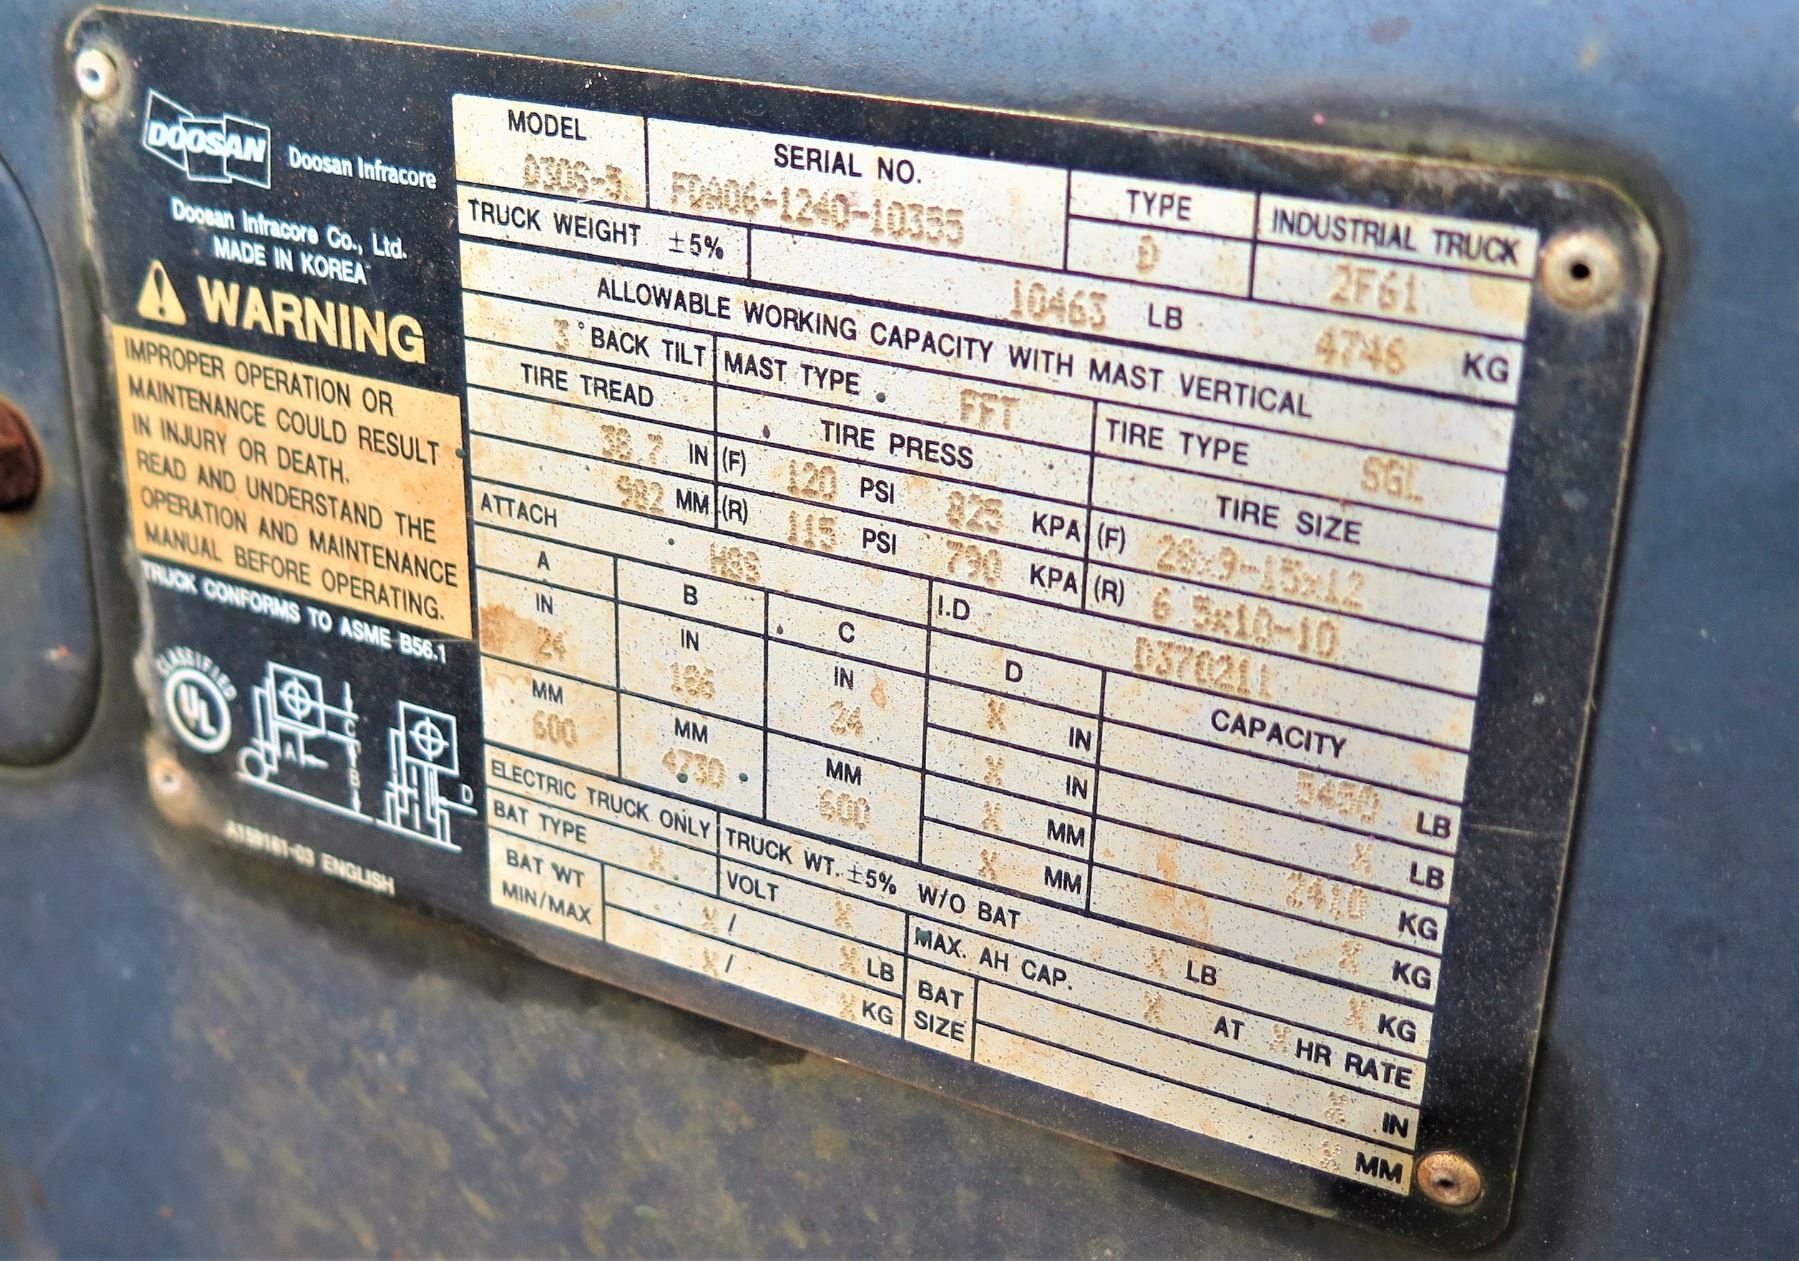 DOOSAN Doosan Infracore
Doosan Infracore Co., Ltd.
MADE IN KOREA
WARNING
IMPROPER OPERATION OR
MAINTENANCE COULD RESULT
IN INJURY OR DEATH.
READ AND UNDERSTAND THE
OPERATION AND MAINTENANCE
MANUAL BEFORE OPERATING.
TRUCK CONFORMS TO ASME B56.1
CLASSIFIED
UL
A C B D
ENGLISH
MODEL SERIAL NO. TYPE INDUSTRIAL TRUCK
FDA06-1240-10355 D 2F61
TRUCK WEIGHT ±5% 10463 LB 4746 KG
ALLOWABLE WORKING CAPACITY WITH MAST VERTICAL
3° BACK TILT MAST TYPE FFT TIRE TYPE SGL
TIRE TREAD TIRE PRESS TIRE SIZE
38.7 IN (F) 120 PSI 825 KPA (F) 28x9-15x12
982 MM (R) 115 PSI 790 KPA (R) 6.5x10-10
ATTACH HSS I.D D370211
A B C D CAPACITY
IN IN IN X IN 5450 LB
24 186 24 X IN X LB
MM MM MM X MM 2410 KG
600 4730 600 X MM X KG
ELECTRIC TRUCK ONLY TRUCK WT. ±5% W/O BAT X LB X KG
BAT TYPE X VOLT X MAX. AH CAP. X AT X HR RATE
BAT WT X / X LB BAT X IN
MIN/MAX X / X KG SIZE X MM